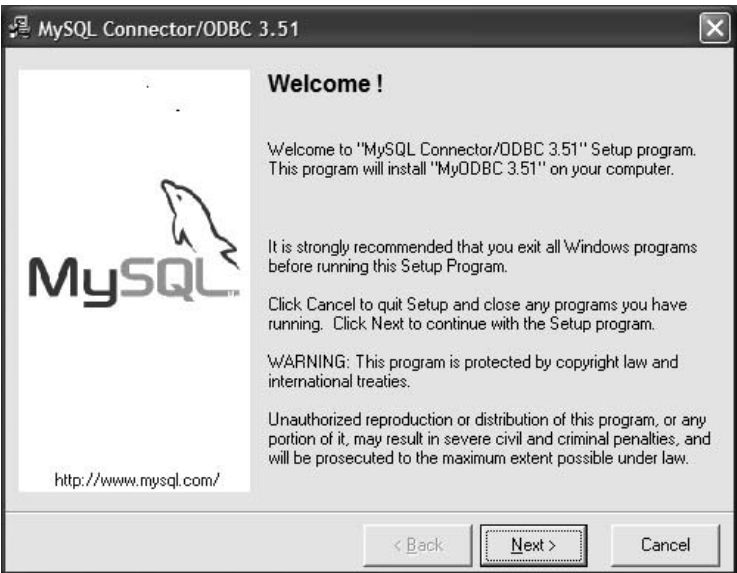 MySQL Connector/ODBC 3.51
Welcome !
Welcome to "MySQL Connector/ODBC 3.51" Setup program.
This program will install "MyODBC 3.51" on your computer.
It is strongly recommended that you exit all Windows programs
before running this Setup Program.
Click Cancel to quit Setup and close any programs you have
running. Click Next to continue with the Setup program.
WARNING: This program is protected by copyright law and
international treaties.
Unauthorized reproduction or distribution of this program, or any
portion of it, may result in severe civil and criminal penalties, and
will be prosecuted to the maximum extent possible under law.
MySQL™
http://www.mysql.com/
< Back
Next >
Cancel